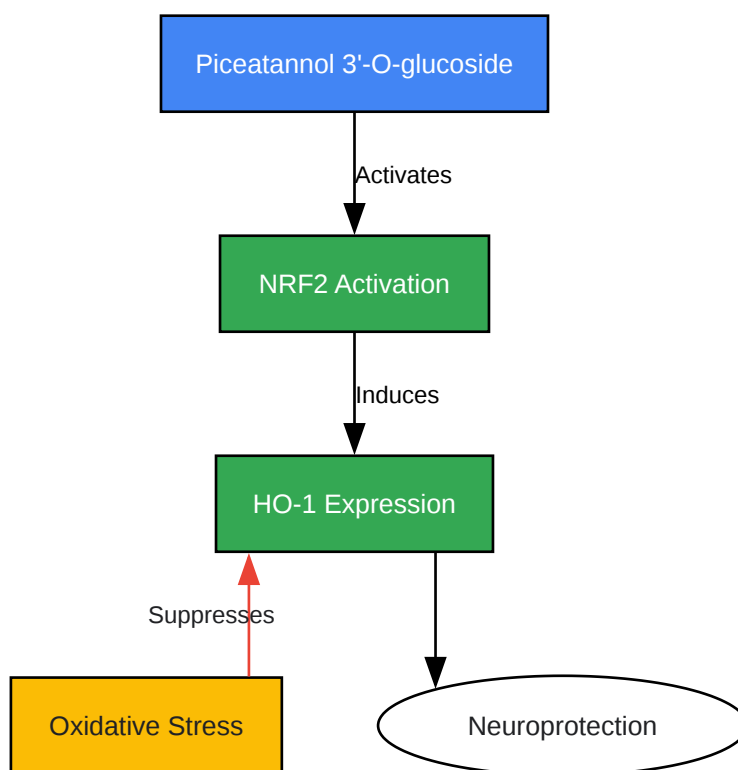 Piceatannol 3'-O-glucoside
Activates
NRF2 Activation
Induces
HO-1 Expression
Suppresses
Oxidative Stress
Neuroprotection